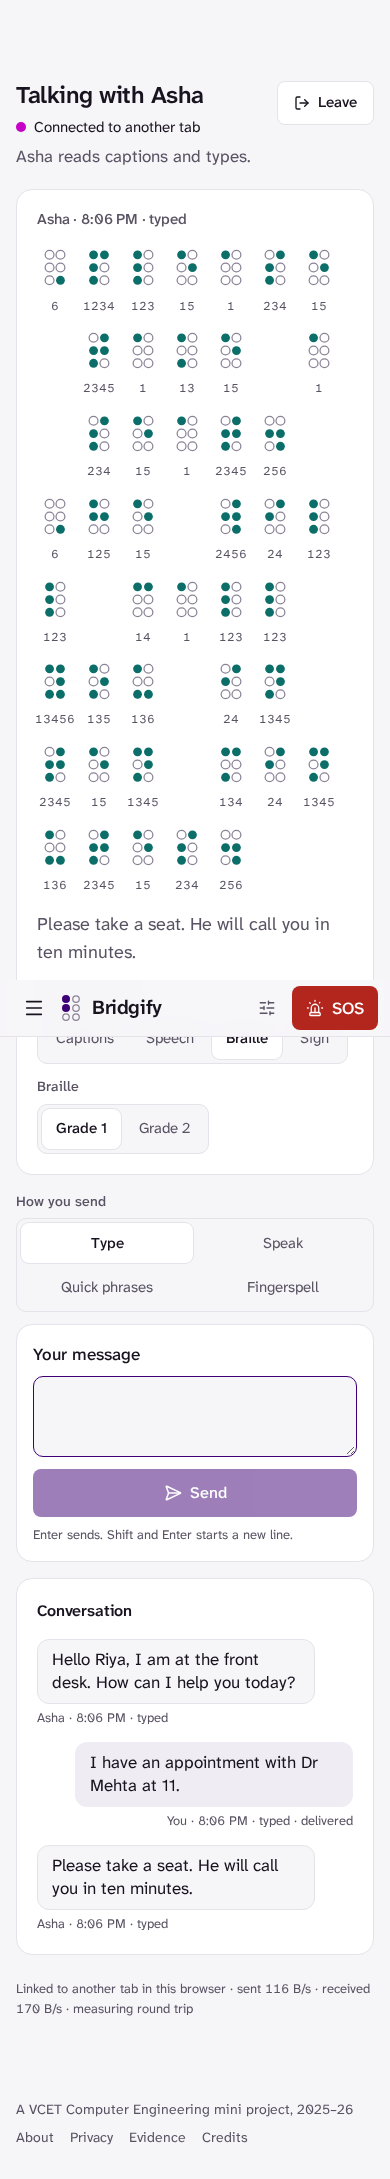 Talking with Asha
Leave
Connected to another tab
Asha reads captions and types.
Asha · 8:06 PM · typed
6 1234 123 15 1 234 15
2345 1 13 15 1
234 15 1 2345 256
6 125 15 2456 24 123
123 14 1 123 123
13456 135 136 24 1345
2345 15 1345 134 24 1345
136 2345 15 234 256
Please take a seat. He will call you in
ten minutes.
Bridgify
SOS
Captions Speech Braille Sign
Braille
Grade 1 Grade 2
How you send
Type Speak
Quick phrases Fingerspell
Your message
Send
Enter sends. Shift and Enter starts a new line.
Conversation
Hello Riya, I am at the front
desk. How can I help you today?
Asha · 8:06 PM · typed
I have an appointment with Dr
Mehta at 11.
You · 8:06 PM · typed · delivered
Please take a seat. He will call
you in ten minutes.
Asha · 8:06 PM · typed
Linked to another tab in this browser · sent 116 B/s · received
170 B/s · measuring round trip
A VCET Computer Engineering mini project, 2025–26
About Privacy Evidence Credits